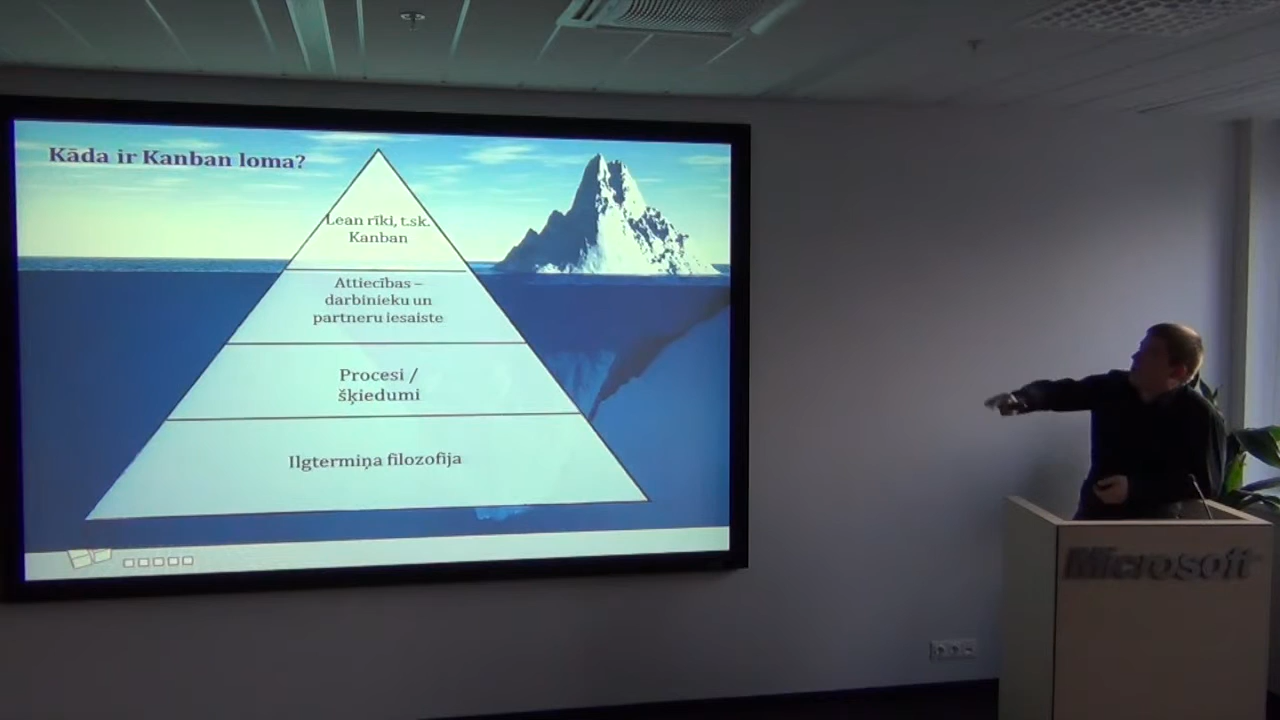 Kāda ir Kanban loma?
Lean rīki, t.sk.
Kanban
Attiecības –
darbinieku un
partneru iesaiste
Procesi /
šķiedumi
Ilgtermiņa filozofija
Microsoft